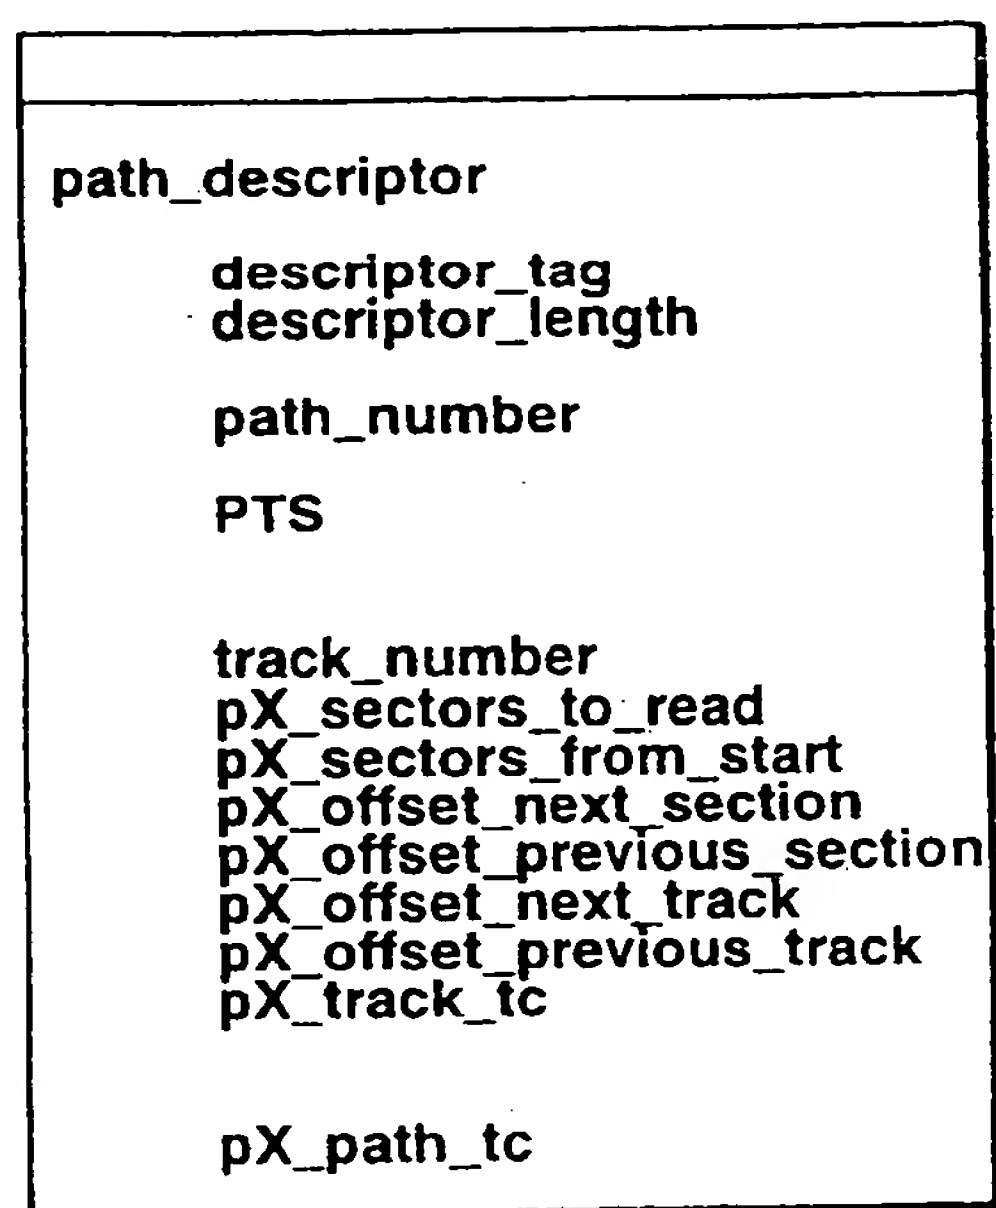 path_descriptor
descriptor_tag
descriptor_length
path_number
PTS
track_number
pX_sectors_to_read
pX_sectors_from_start
pX_offset_next_section
pX_offset_previous_section
pX_offset_next_track
pX_offset_previous_track
pX_track_tc
pX_path_tc